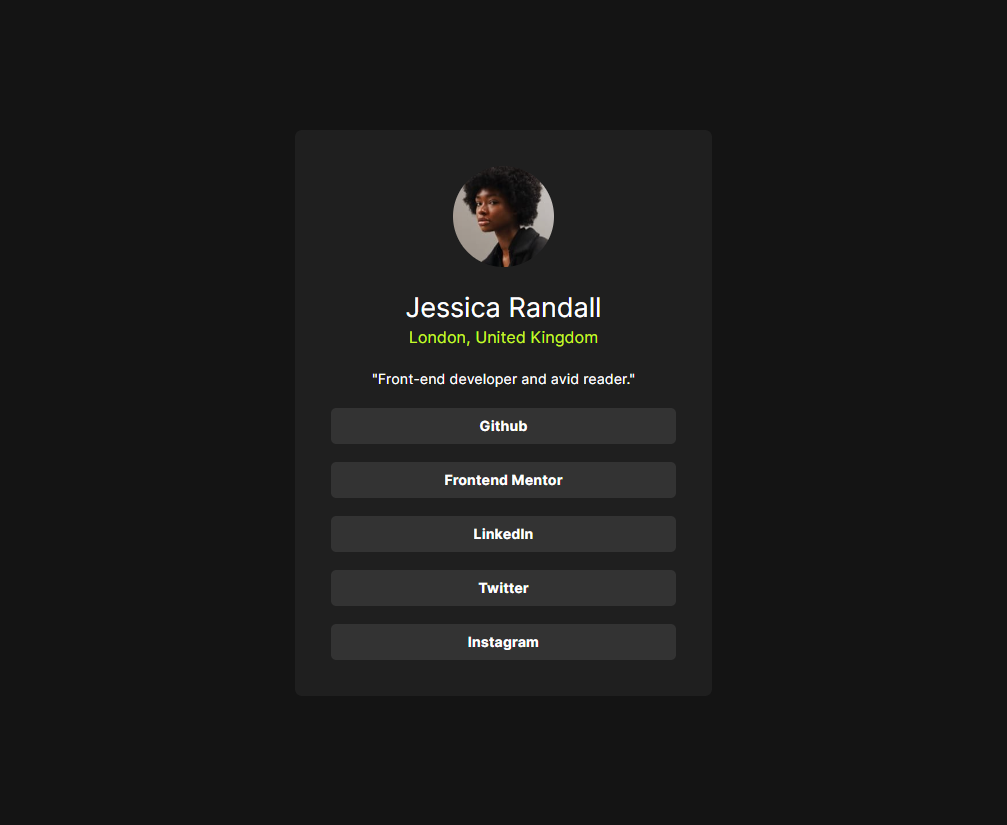 Jessica Randall
London, United Kingdom
"Front-end developer and avid reader."
Github
Frontend Mentor
LinkedIn
Twitter
Instagram